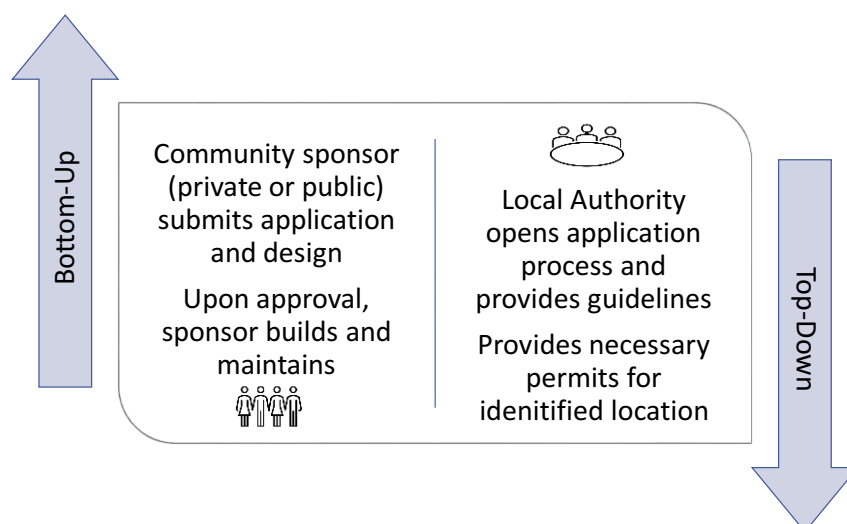 Bottom-Up
Community sponsor
(private or public)
submits application
and design
Upon approval,
sponsor builds and
maintains
Local Authority
opens application
process and
provides guidelines
Provides necessary
permits for
idenitified location
Top-Down